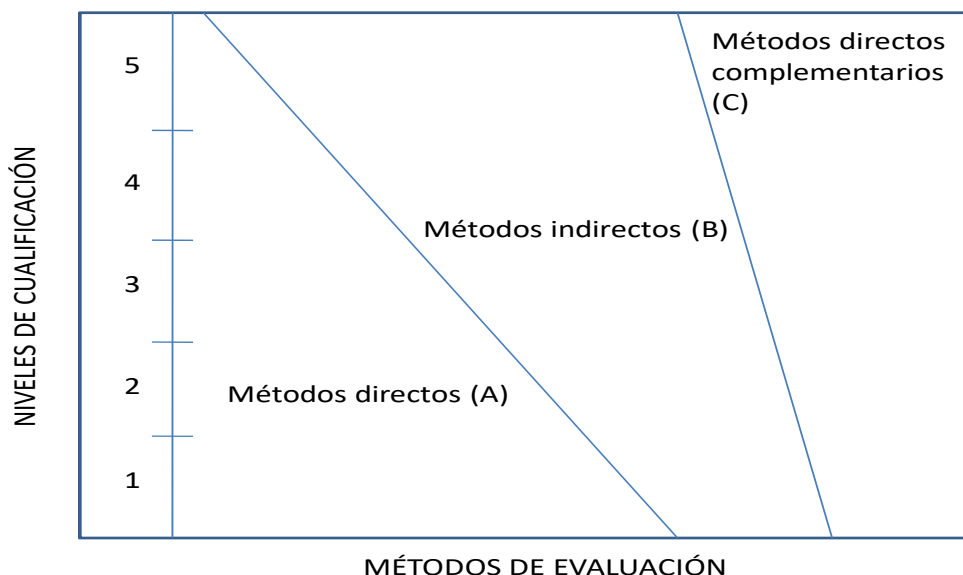 Métodos directos
complementarios
(C)
5
4
Métodos indirectos (B)
3
2
Métodos directos (A)
1
NIVELES DE CUALIFICACIÓN
MÉTODOS DE EVALUACIÓN